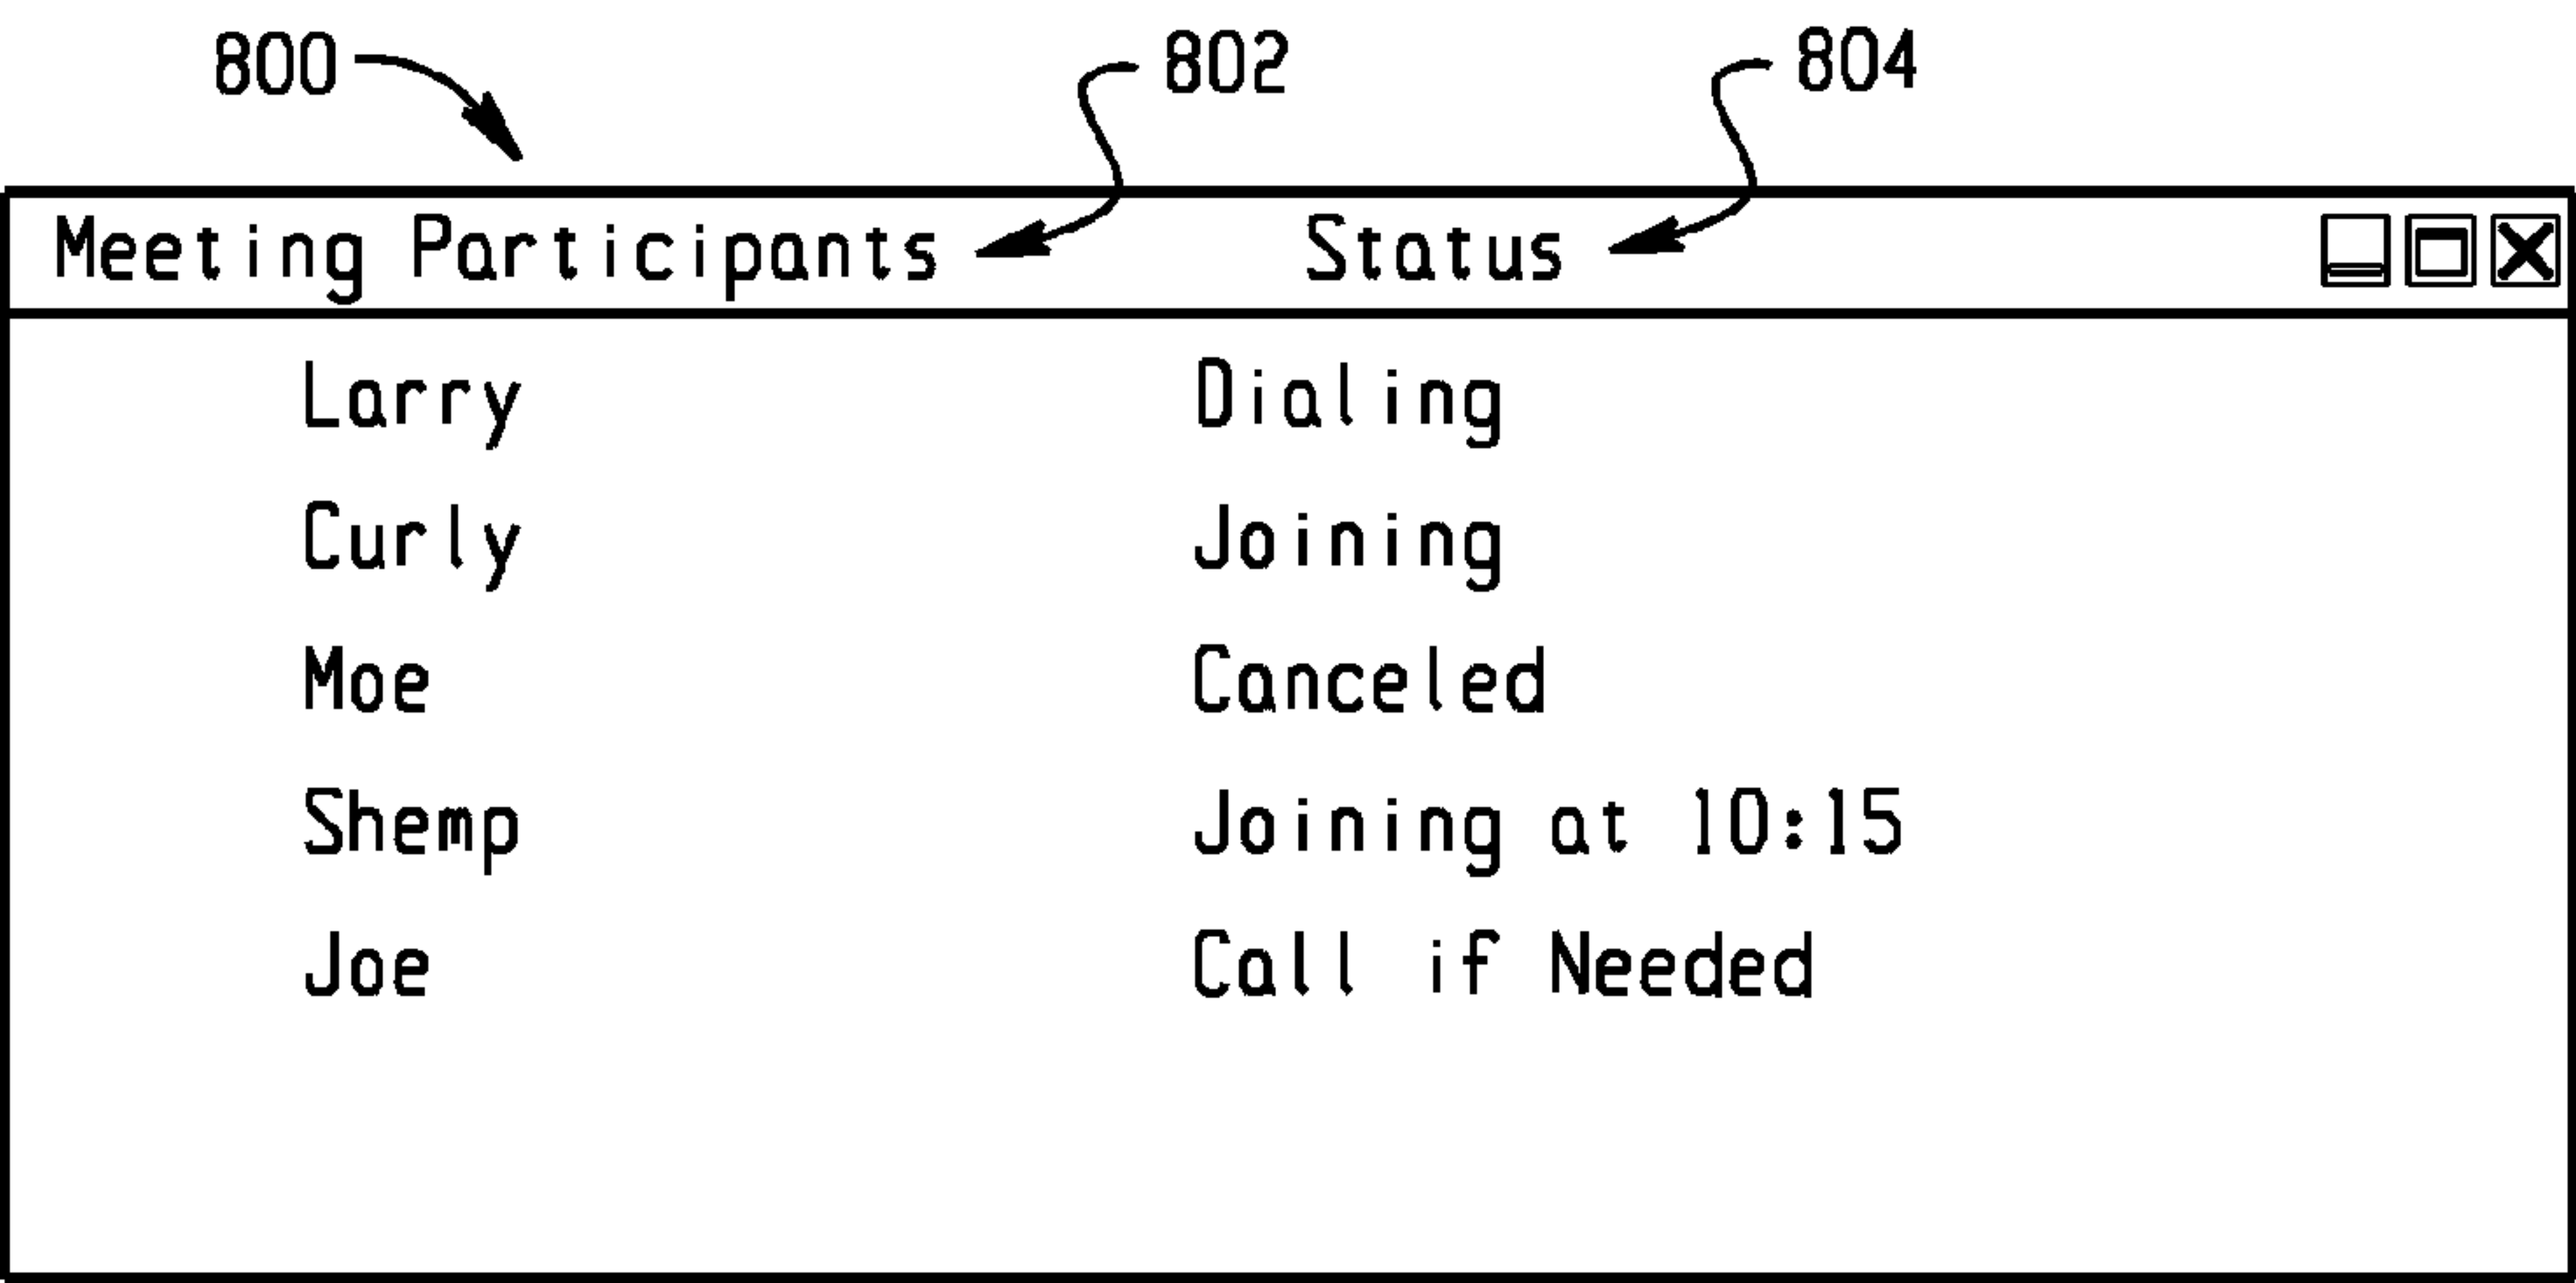 800 802 804
Meeting Participants Status
Larry Dialing
Curly Joining
Moe Canceled
Shemp Joining at 10:15
Joe Call if Needed